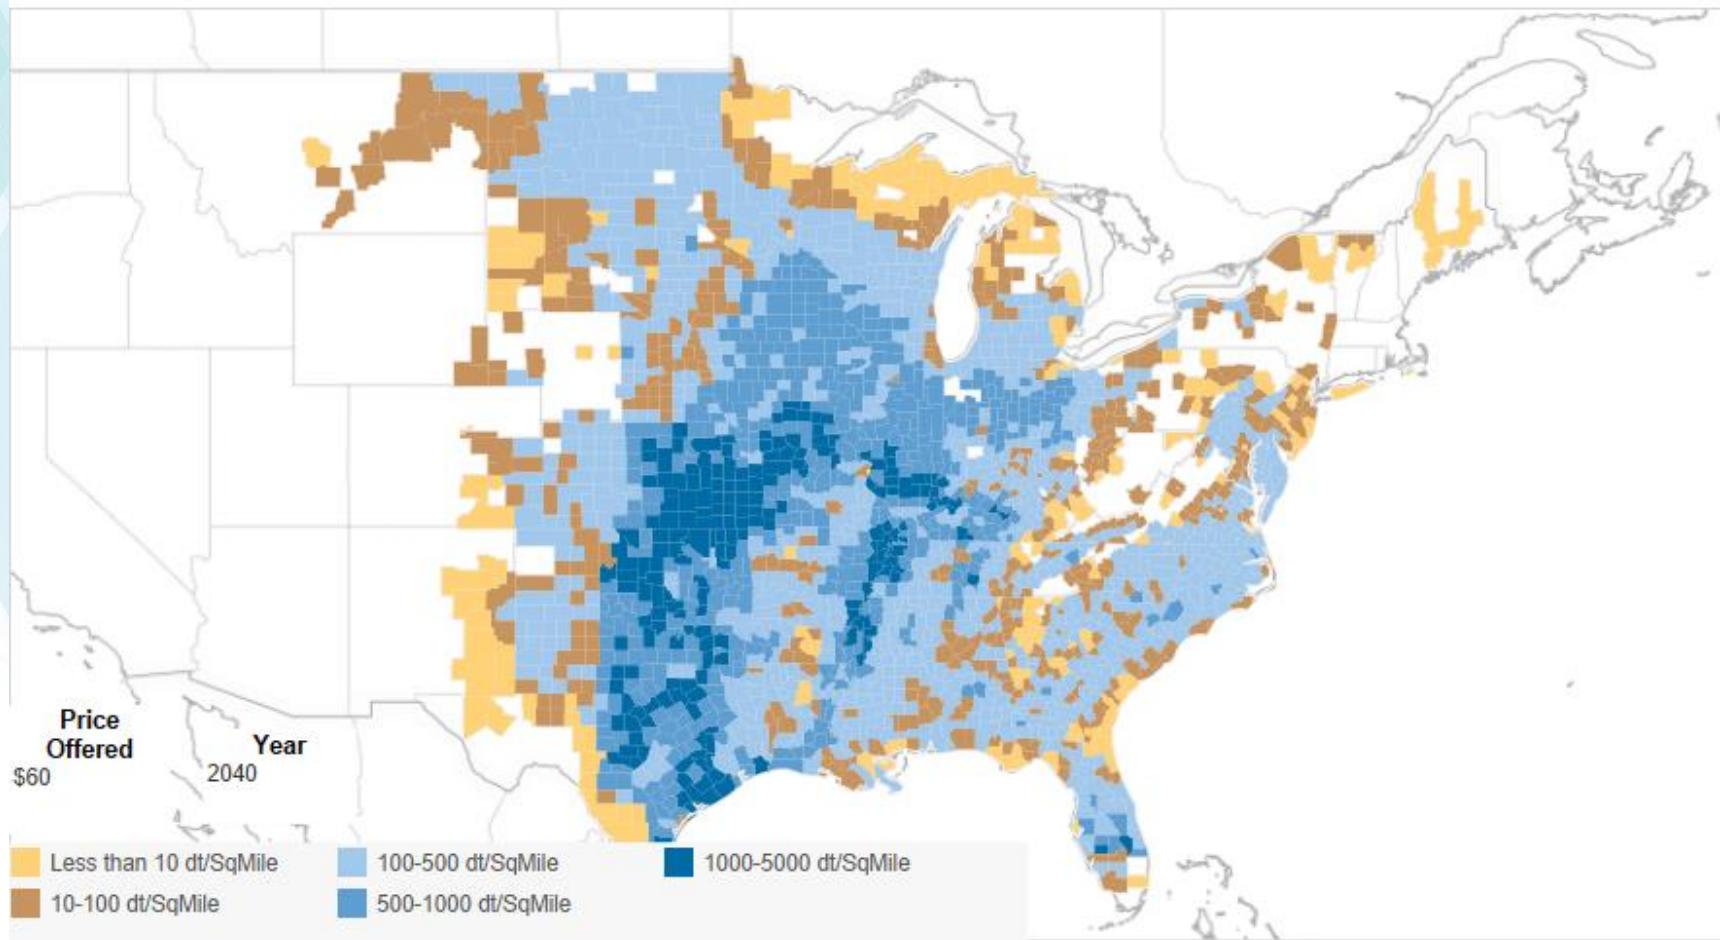 Price
Offered
$60
Year
2040
Less than 10 dt/SqMile
10-100 dt/SqMile
100-500 dt/SqMile
500-1000 dt/SqMile
1000-5000 dt/SqMile